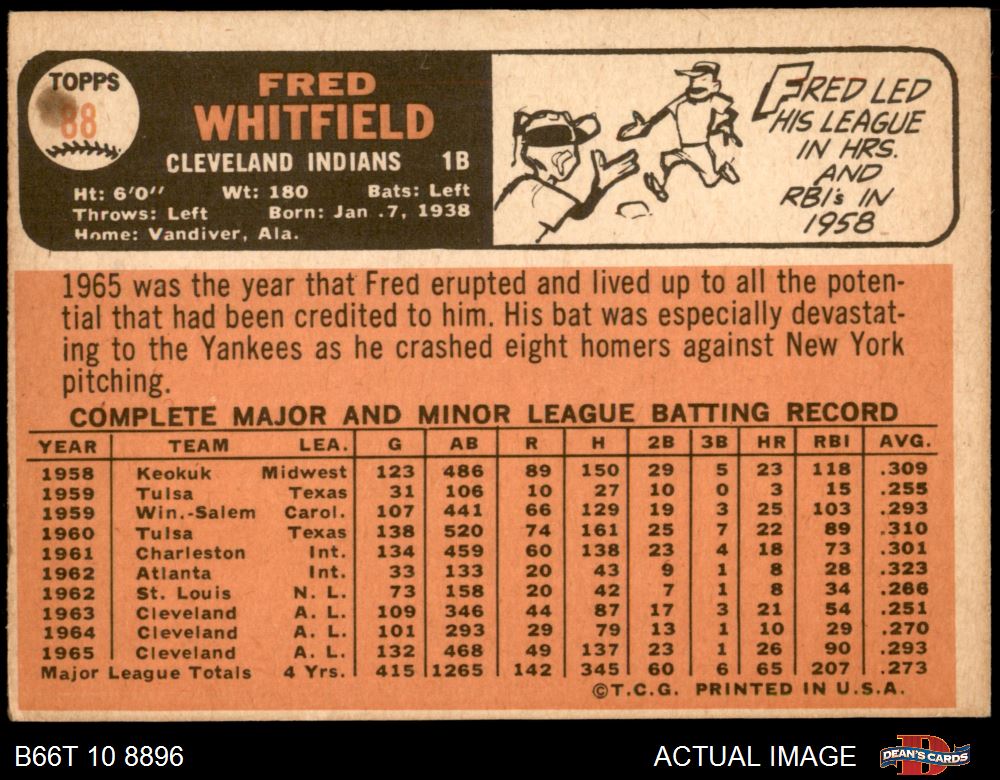 TOPPS
88
FRED
WHITFIELD
CLEVELAND INDIANS 1B
Ht: 6'0" Wt: 180 Bats: Left
Throws: Left Born: Jan .7, 1938
Home: Vandiver, Ala.
FRED LED
HIS LEAGUE
IN HRS.
AND
RBI's IN
1958
1965 was the year that Fred erupted and lived up to all the poten-
tial that had been credited to him. His bat was especially devastat-
ing to the Yankees as he crashed eight homers against New York
pitching.
COMPLETE MAJOR AND MINOR LEAGUE BATTING RECORD
YEAR TEAM LEA. G AB R H 2B 3B HR RBI AVG.
1958 Keokuk Midwest 123 486 89 150 29 5 23 118 .309
1959 Tulsa Texas 31 106 10 27 10 0 3 15 .255
1959 Win.-Salem Carol. 107 441 66 129 19 3 25 103 .293
1960 Tulsa Texas 138 520 74 161 25 7 22 89 .310
1961 Charleston Int. 134 459 60 138 23 4 18 73 .301
1962 Atlanta Int. 33 133 20 43 9 1 8 28 .323
1962 St. Louis N. L. 73 158 20 42 7 1 8 34 .266
1963 Cleveland A. L. 109 346 44 87 17 3 21 54 .251
1964 Cleveland A. L. 101 293 29 79 13 1 10 29 .270
1965 Cleveland A. L. 132 468 49 137 23 1 26 90 .293
Major League Totals 4 Yrs. 415 1265 142 345 60 6 65 207 .273
©T.C.G. PRINTED IN U.S.A.
B66T 10 8896 ACTUAL IMAGE DEAN'S CARDS